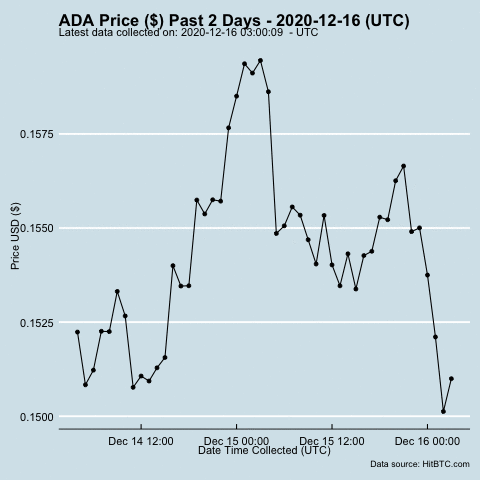 ADA Price ($) Past 2 Days - 2020-12-16 (UTC)
Latest data collected on: 2020-12-16 03:00:09 - UTC
0.1575
0.1550
0.1525
0.1500
Price USD ($)
Dec 14 12:00 Dec 15 00:00 Dec 15 12:00 Dec 16 00:00
Date Time Collected (UTC)
Data source: HitBTC.com